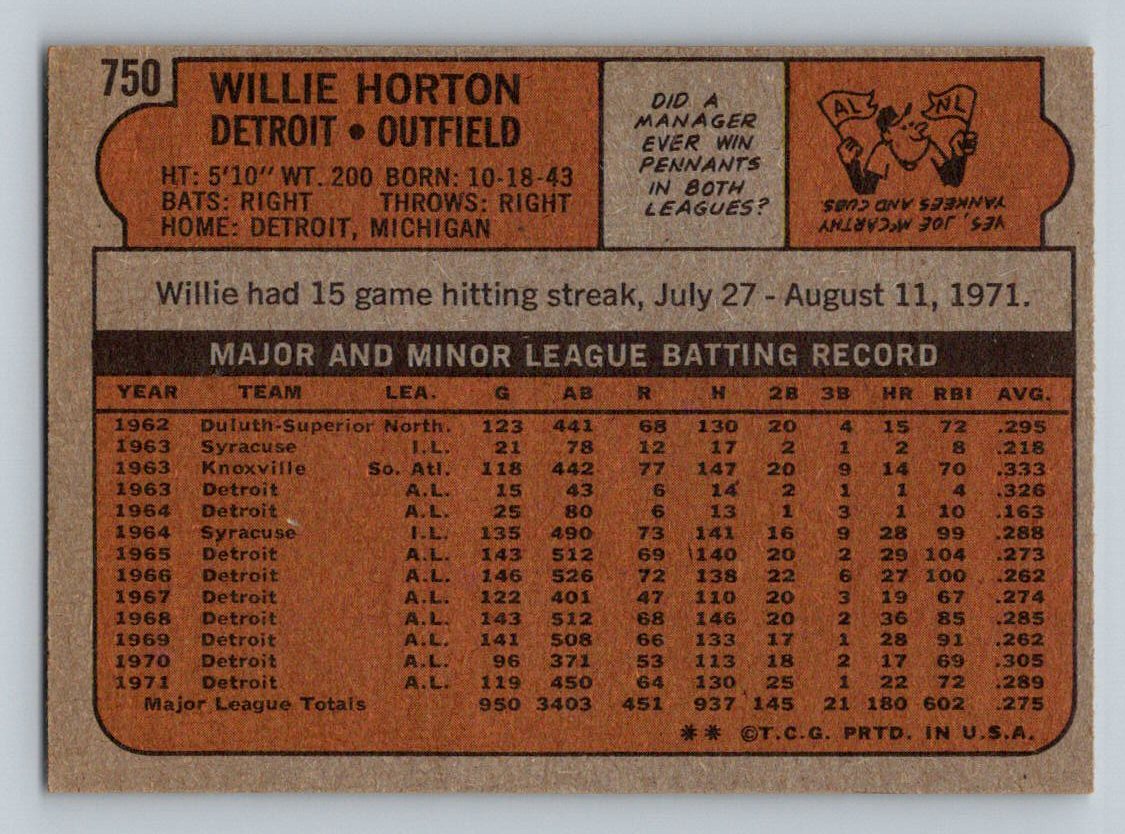 750
WILLIE HORTON
DETROIT • OUTFIELD
HT: 5'10" WT. 200 BORN: 10-18-43
BATS: RIGHT THROWS: RIGHT
HOME: DETROIT, MICHIGAN
DID A
MANAGER
EVER WIN
PENNANTS
IN BOTH
LEAGUES?
YES, JOE McCARTHY
YANKEES AND CUBS
AL NL
Willie had 15 game hitting streak, July 27 - August 11, 1971.
MAJOR AND MINOR LEAGUE BATTING RECORD
YEAR TEAM LEA. G AB R H 2B 3B HR RBI AVG.
1962 Duluth-Superior North. 123 441 68 130 20 4 15 72 .295
1963 Syracuse I.L. 21 78 12 17 2 1 2 8 .218
1963 Knoxville So. Atl. 118 442 77 147 20 9 14 70 .333
1963 Detroit A.L. 15 43 6 14 2 1 1 4 .326
1964 Detroit A.L. 25 80 6 13 1 3 1 10 .163
1964 Syracuse I.L. 135 490 73 141 16 9 28 99 .288
1965 Detroit A.L. 143 512 69 140 20 2 29 104 .273
1966 Detroit A.L. 146 526 72 138 22 6 27 100 .262
1967 Detroit A.L. 122 401 47 110 20 3 19 67 .274
1968 Detroit A.L. 143 512 68 146 20 2 36 85 .285
1969 Detroit A.L. 141 508 66 133 17 1 28 91 .262
1970 Detroit A.L. 96 371 53 113 18 2 17 69 .305
1971 Detroit A.L. 119 450 64 130 25 1 22 72 .289
Major League Totals 950 3403 451 937 145 21 180 602 .275
** ©T.C.G. PRTD. IN U.S.A.